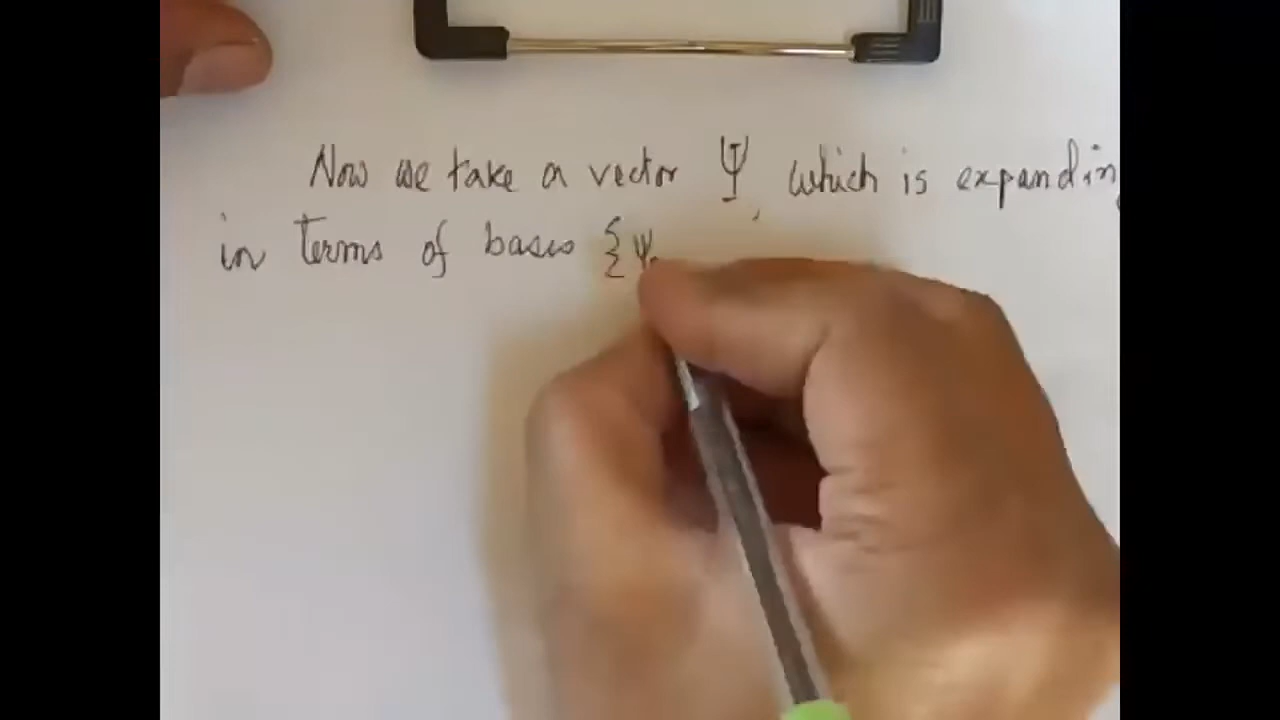 Now we take a vector Ψ, which is expandin
in terms of basis {ψ